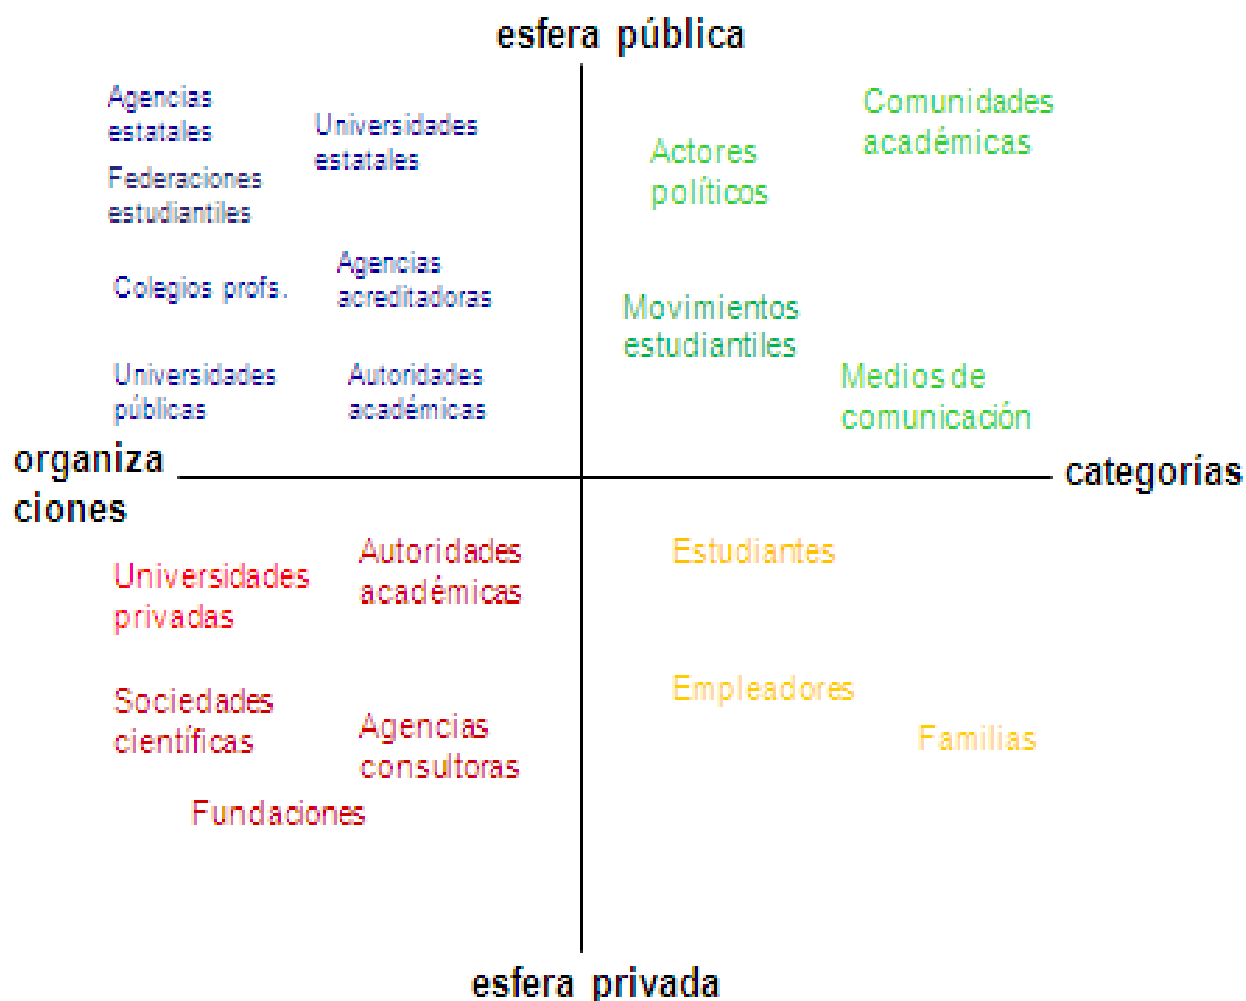 esfera pública
Agencias
estatales
Universidades
estatales
Federaciones
estudiantiles
Colegios profs.
Agencias
acreditadoras
Universidades
públicas
Autoridades
académicas
Comunidades
académicas
Actores
políticos
Movimientos
estudiantiles
Medios de
comunicación
organiza
ciones
categorías
Universidades
privadas
Autoridades
académicas
Sociedades
científicas
Agencias
consultoras
Fundaciones
Estudiantes
Empleadores
Familias
esfera privada